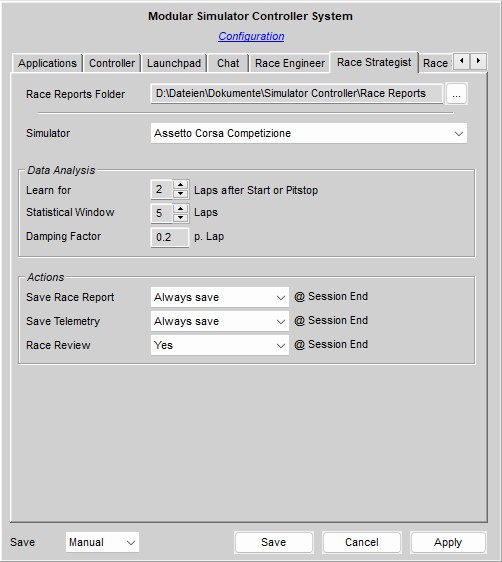 Modular Simulator Controller System
Configuration
Applications Controller Launchpad Chat Race Engineer Race Strategist Race
Race Reports Folder D:\Dateien\Dokumente\Simulator Controller\Race Reports ...
Simulator Assetto Corsa Competizione
Data Analysis
Learn for 2 Laps after Start or Pitstop
Statistical Window 5 Laps
Damping Factor 0.2 p. Lap
Actions
Save Race Report Always save @ Session End
Save Telemetry Always save @ Session End
Race Review Yes @ Session End
Save Manual Save Cancel Apply